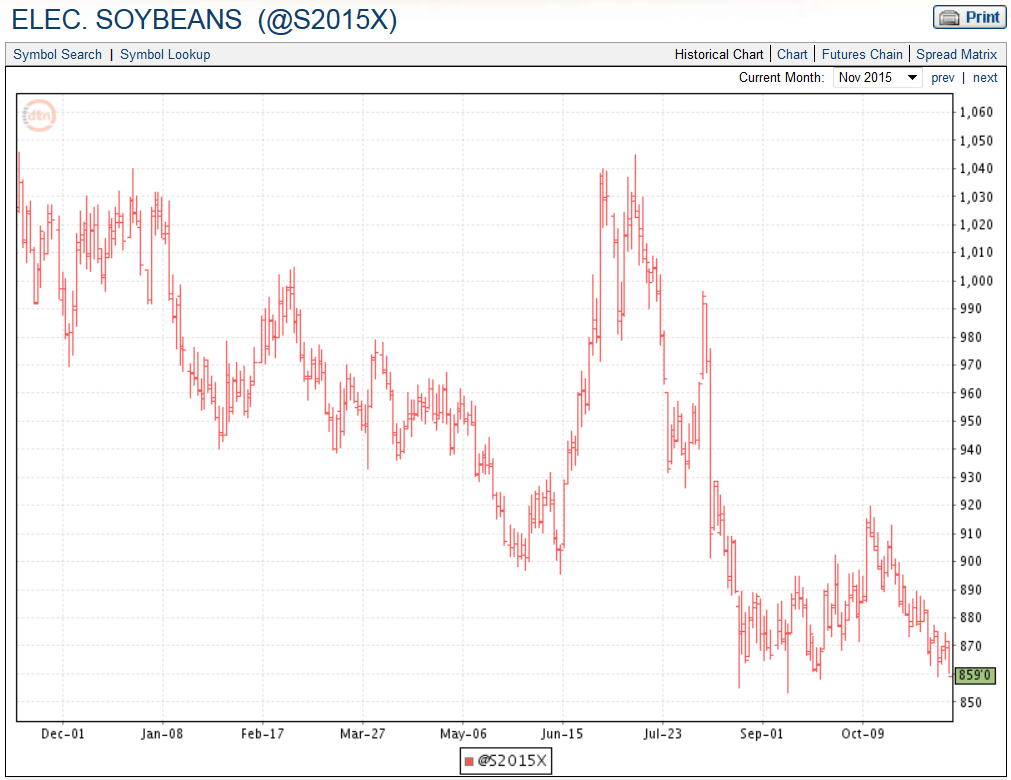 ELEC. SOYBEANS (@S2015X)
Print
Symbol Search | Symbol Lookup
Historical Chart | Chart | Futures Chain | Spread Matrix
Current Month: Nov 2015 prev | next
dtn
1,060
1,050
1,040
1,030
1,020
1,010
1,000
990
980
970
960
950
940
930
920
910
900
890
880
870
859'0
850
Dec-01 Jan-08 Feb-17 Mar-27 May-06 Jun-15 Jul-23 Sep-01 Oct-09
@S2015X